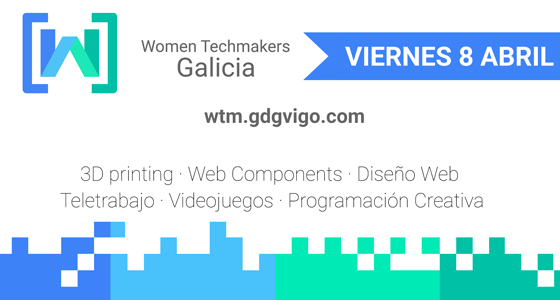 W
Women Techmakers
Galicia
VIERNES 8 ABRIL
wtm.gdgvigo.com
3D printing · Web Components · Diseño Web
Teletrabajo · Videojuegos · Programación Creativa